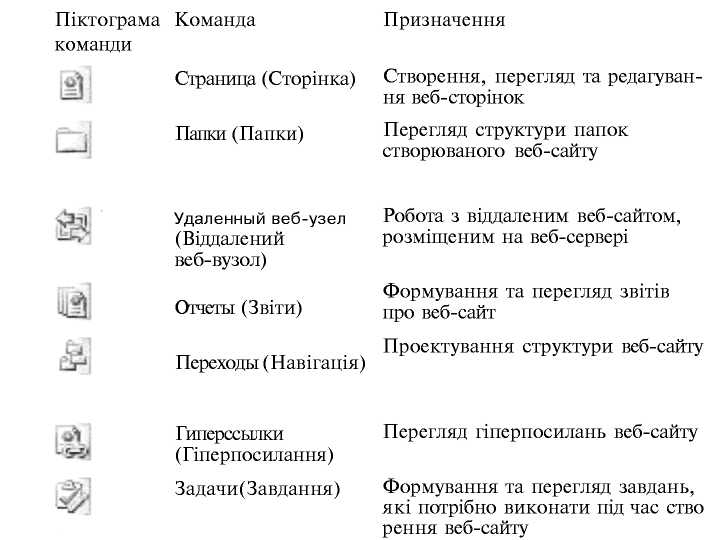 Піктограма команди
Команда
Призначення
Страница (Сторінка)
Створення, перегляд та редагуван-
ня веб-сторінок
Папки (Папки)
Перегляд структури папок
створюваного веб-сайту
Удаленный веб-узел
(Віддалений
веб-вузол)
Робота з віддаленим веб-сайтом,
розміщеним на веб-сервері
Отчеты (Звіти)
Формування та перегляд звітів
про веб-сайт
Переходы (Навігація)
Проектування структури веб-сайту
Гиперссылки
(Гіперпосилання)
Перегляд гіперпосилань веб-сайту
Задачи(Завдання)
Формування та перегляд завдань,
які потрібно виконати під час ство
рення веб-сайту